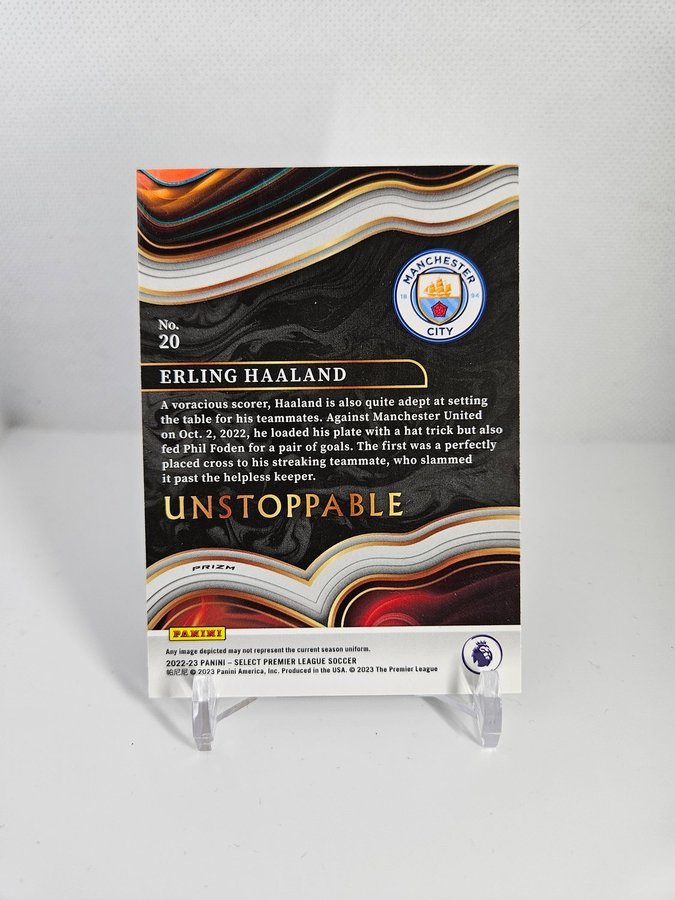 MANCHESTER
18 94
CITY
No.
20
ERLING HAALAND
A voracious scorer, Haaland is also quite adept at setting
the table for his teammates. Against Manchester United
on Oct. 2, 2022, he loaded his plate with a hat trick but also
fed Phil Foden for a pair of goals. The first was a perfectly
placed cross to his streaking teammate, who slammed
it past the helpless keeper.
UNSTOPPABLE
PRIZM
PANINI
Any image depicted may not represent the current season uniform.
2022-23 PANINI – SELECT PREMIER LEAGUE SOCCER
帕尼尼 © 2023 Panini America, Inc. Produced in the USA. © 2023 The Premier League